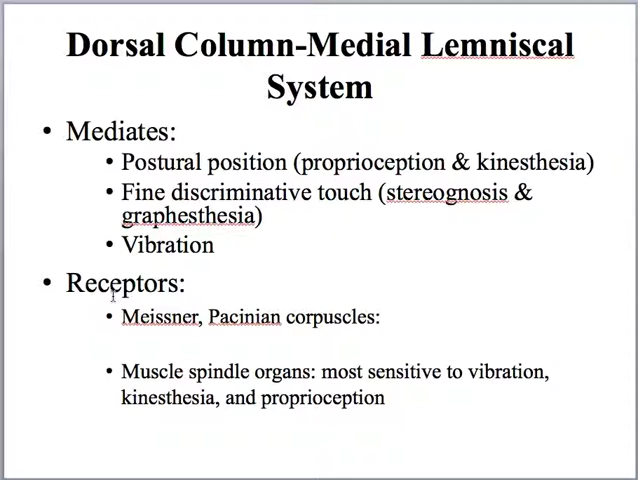 Dorsal Column-Medial Lemniscal
System
• Mediates:
• Postural position (proprioception & kinesthesia)
• Fine discriminative touch (stereognosis &
graphesthesia)
• Vibration
• Receptors:
• Meissner, Pacinian corpuscles:
• Muscle spindle organs: most sensitive to vibration,
kinesthesia, and proprioception